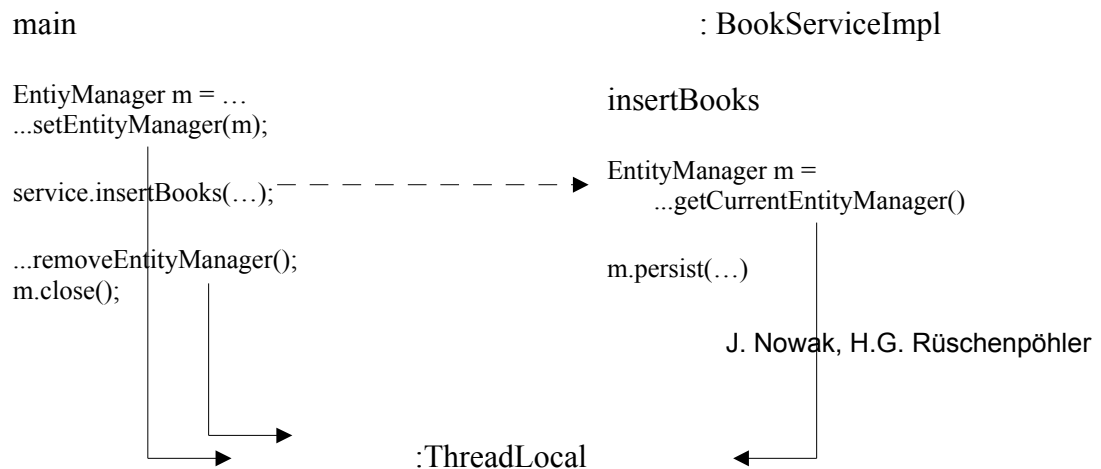 main
: BookServiceImpl
EntiyManager m = …
...setEntityManager(m);
service.insertBooks(…);
...removeEntityManager();
m.close();
insertBooks
EntityManager m =
...getCurrentEntityManager()
m.persist(…)
J. Nowak, H.G. Rüschenpöhler
:ThreadLocal